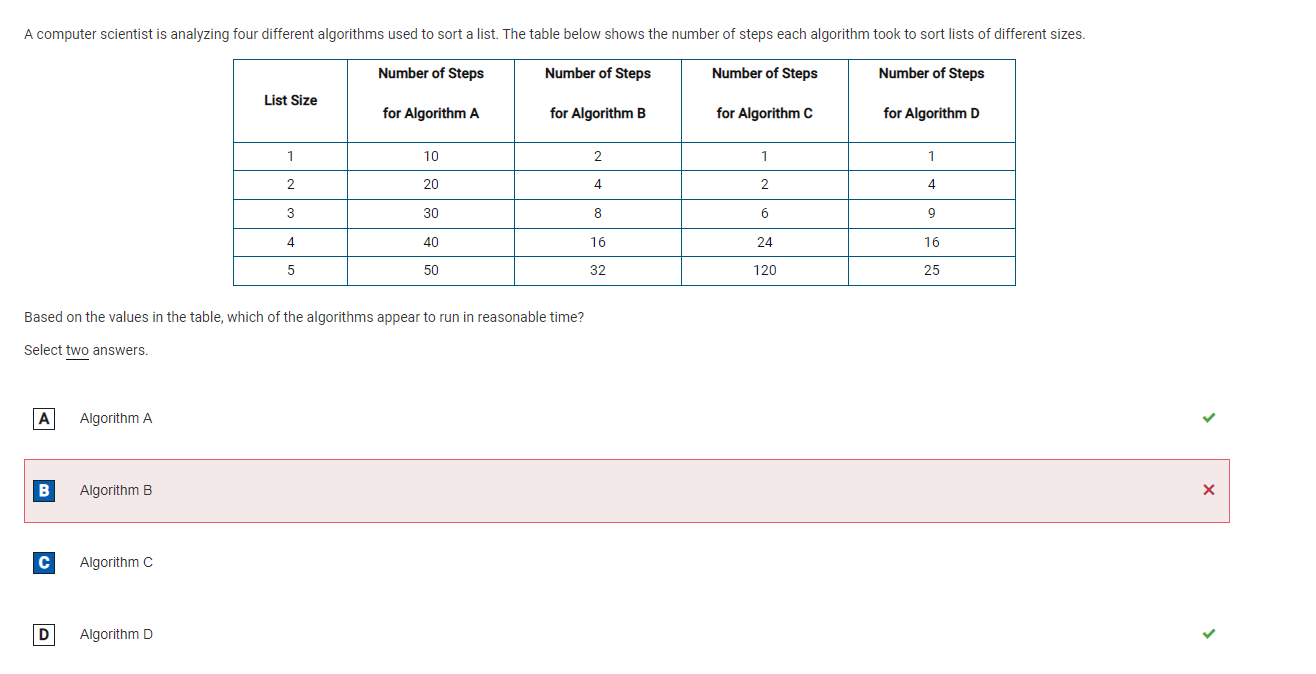 A computer scientist is analyzing four different algorithms used to sort a list. The table below shows the number of steps each algorithm took to sort lists of different sizes.
List Size Number of Steps for Algorithm A Number of Steps for Algorithm B Number of Steps for Algorithm C Number of Steps for Algorithm D
1 10 2 1 1
2 20 4 2 4
3 30 8 6 9
4 40 16 24 16
5 50 32 120 25
Based on the values in the table, which of the algorithms appear to run in reasonable time?
Select two answers.
A Algorithm A
B Algorithm B
C Algorithm C
D Algorithm D